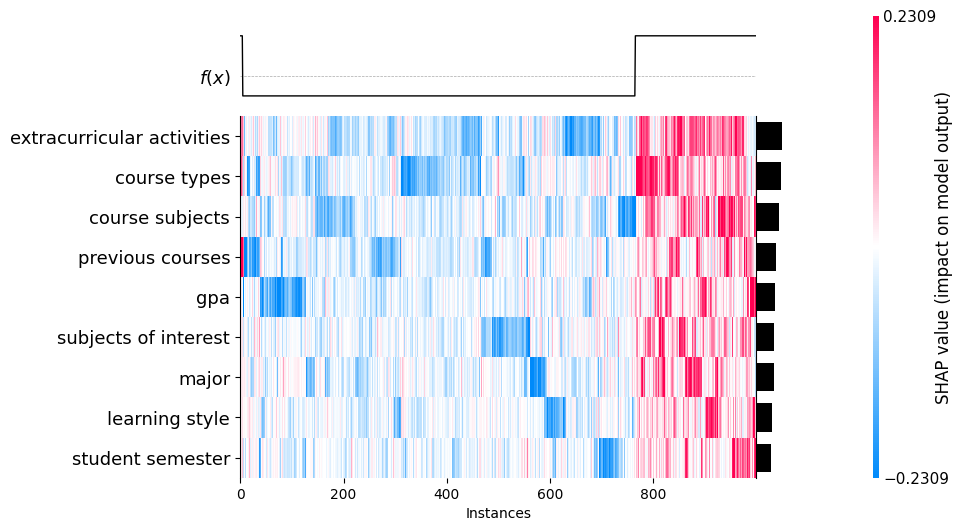 0.2309
f(x)
extracurricular activities
course types
course subjects
previous courses
gpa
subjects of interest
major
learning style
student semester
0 200 400 600 800
Instances
SHAP value (impact on model output)
−0.2309